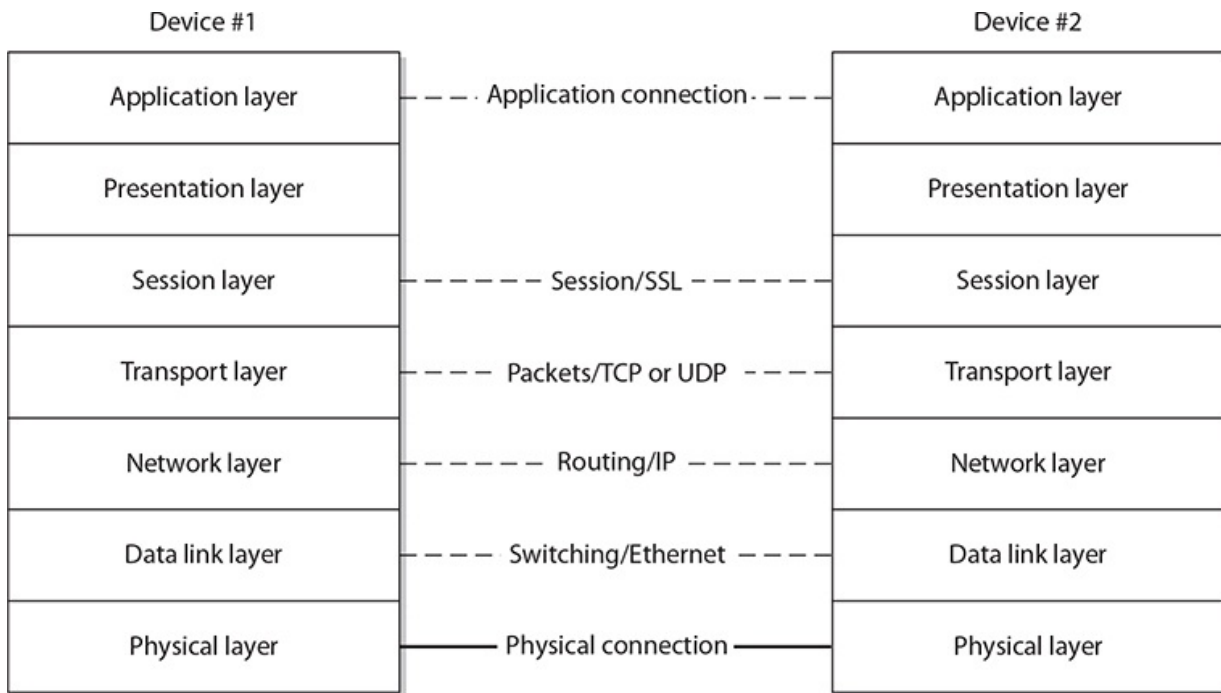 Device #1
Device #2
Application layer
Application connection
Application layer
Presentation layer
Presentation layer
Session layer
Session/SSL
Session layer
Transport layer
Packets/TCP or UDP
Transport layer
Network layer
Routing/IP
Network layer
Data link layer
Switching/Ethernet
Data link layer
Physical layer
Physical connection
Physical layer